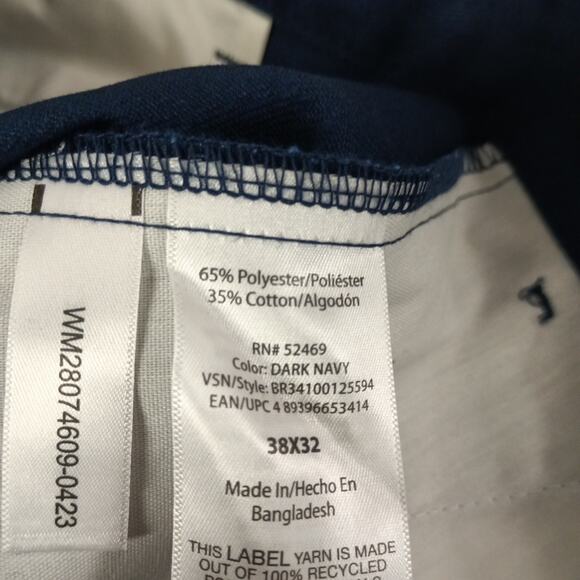 WM28074609-0423
65% Polyester/Poliéster
35% Cotton/Algodón
RN# 52469
Color: DARK NAVY
VSN/Style: BR34100125594
EAN/UPC 4 89396653414
38X32
Made In/Hecho En
Bangladesh
THIS LABEL YARN IS MADE
OUT OF 100% RECYCLED